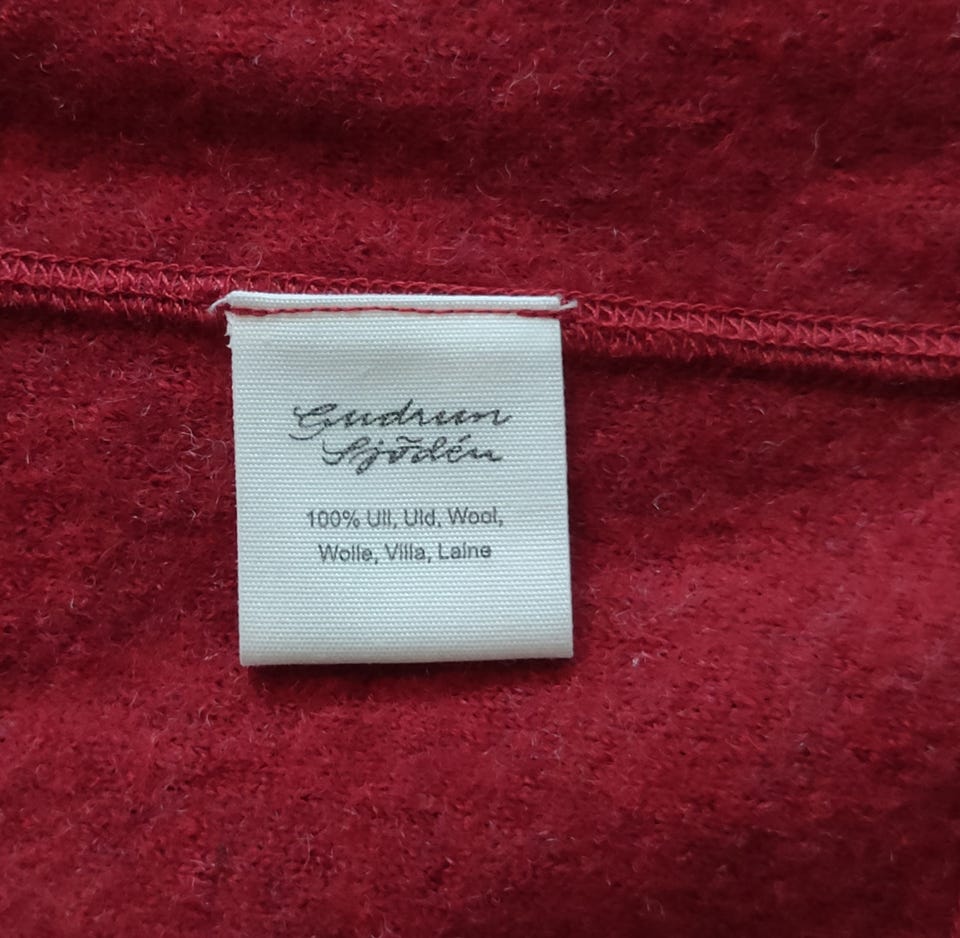 Gudrun
Sjödén
100% Ull, Uld, Wool,
Wolle, Villa, Laine